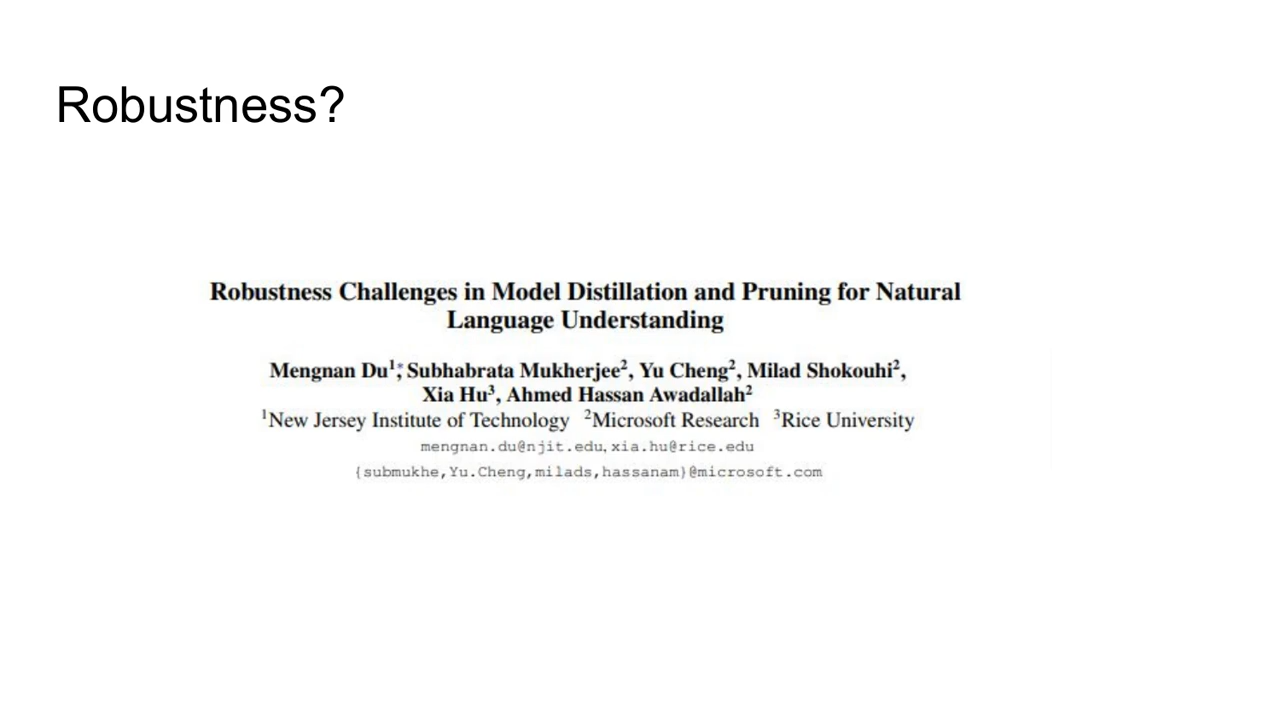 Robustness?
Robustness Challenges in Model Distillation and Pruning for Natural
Language Understanding
Mengnan Du¹*, Subhabrata Mukherjee², Yu Cheng², Milad Shokouhi²,
Xia Hu³, Ahmed Hassan Awadallah²
¹New Jersey Institute of Technology ²Microsoft Research ³Rice University
mengnan.du@njit.edu,xia.hu@rice.edu
{submukhe,Yu.Cheng,milads,hassanam}@microsoft.com